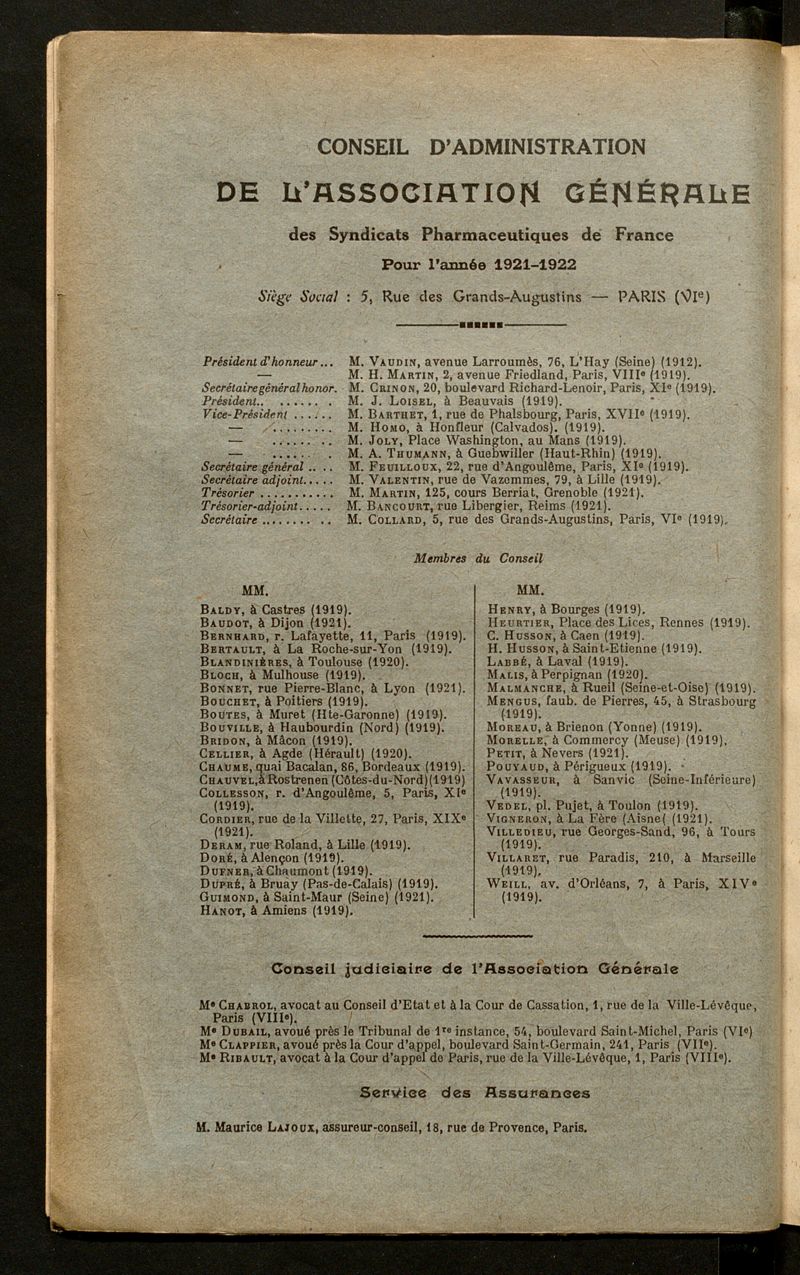 CONSEIL D'ADMINISTRATION
DE L'ASSOCIATION GÉNÉRALE
des Syndicats Pharmaceutiques de France
Pour l'année 1921-1922
Siège Social : 5, Rue des Grands-Augustins — PARIS (VIe)
Président d'honneur... M. VAUDIN, avenue Larroumès, 76, L'Hay (Seine) (1912).
— M. H. MARTIN, 2, avenue Friedland, Paris, VIIIe (1919).
Secrétaire général honor. M. CRINON, 20, boulevard Richard-Lenoir, Paris, XIe (1919).
Président......... M. J. LOISEL, à Beauvais (1919).
Vice-Président ...... M. BARTHET, 1, rue de Phalsbourg, Paris, XVIIe (1919).
— ......... M. HOMO, à Honfleur (Calvados). (1919).
— ........ M. JOLY, Place Washington, au Mans (1919).
— ....... M. A. THUMANN, à Guebwiller (Haut-Rhin) (1919).
Secrétaire général .. .. M. FEUILLOUX, 22, rue d'Angoulême, Paris, XIe (1919).
Secrétaire adjoint..... M. VALENTIN, rue de Vazemmes, 79, à Lille (1919).
Trésorier ........... M. MARTIN, 125, cours Berriat, Grenoble (1921).
Trésorier-adjoint..... M. BANCOURT, rue Libergier, Reims (1921).
Secrétaire ........ .. M. COLLARD, 5, rue des Grands-Augustins, Paris, VIe (1919).
Membres du Conseil
MM.
BALDY, à Castres (1919).
BAUDOT, à Dijon (1921).
BERNHARD, r. Lafayette, 11, Paris (1919).
BERTAULT, à La Roche-sur-Yon (1919).
BLANDINIÈRES, à Toulouse (1920).
BLOCH, à Mulhouse (1919).
BONNET, rue Pierre-Blanc, à Lyon (1921).
BOUCHET, à Poitiers (1919).
BOUTES, à Muret (Hte-Garonne) (1919).
BOUVILLE, à Haubourdin (Nord) (1919).
BRIDON, à Mâcon (1919).
CELLIER, à Agde (Hérault) (1920).
CHAUME, quai Bacalan, 86, Bordeaux (1919).
CHAUVEL, à Rostrenen (Côtes-du-Nord) (1919)
COLLESSON, r. d'Angoulême, 5, Paris, XIe
(1919).
CORDIER, rue de la Villette, 27, Paris, XIXe
(1921).
DERAM, rue Roland, à Lille (1919).
DORÉ, à Alençon (1919).
DUFNER, à Chaumont (1919).
DUPRÉ, à Bruay (Pas-de-Calais) (1919).
GUIMOND, à Saint-Maur (Seine) (1921).
HANOT, à Amiens (1919).
MM.
HENRY, à Bourges (1919).
HEURTIER, Place des Lices, Rennes (1919).
C. HUSSON, à Caen (1919).
H. HUSSON, à Saint-Etienne (1919).
LABBÉ, à Laval (1919).
MALIS, à Perpignan (1920).
MALMANCHE, à Rueil (Seine-et-Oise) (1919).
MENGUS, faub. de Pierres, 45, à Strasbourg
(1919).
MOREAU, à Brienon (Yonne) (1919).
MORELLE, à Commercy (Meuse) (1919).
PETIT, à Nevers (1921).
POUYAUD, à Périgueux (1919).
VAVASSEUR, à Sanvic (Seine-Inférieure)
(1919).
VEDEL, pl. Pujet, à Toulon (1919).
VIGNERON, à La Fère (Aisne( (1921).
VILLEDIEU, rue Georges-Sand, 96, à Tours
(1919).
VILLARET, rue Paradis, 210, à Marseille
(1919).
WEILL, av. d'Orléans, 7, à Paris, XIVe
(1919).
Conseil judiciaire de l'Association Générale
Me CHABROL, avocat au Conseil d'Etat et à la Cour de Cassation, 1, rue de la Ville-Lévêque,
Paris (VIIIe).
Me DUBAIL, avoué près le Tribunal de 1re instance, 54, boulevard Saint-Michel, Paris (VIe)
Me CLAPPIER, avoué près la Cour d'appel, boulevard Saint-Germain, 241, Paris (VIIe).
Me RIBAULT, avocat à la Cour d'appel de Paris, rue de la Ville-Lévêque, 1, Paris (VIIIe).
Service des Assurances
M. Maurice LAJOUX, assureur-conseil, 18, rue de Provence, Paris.